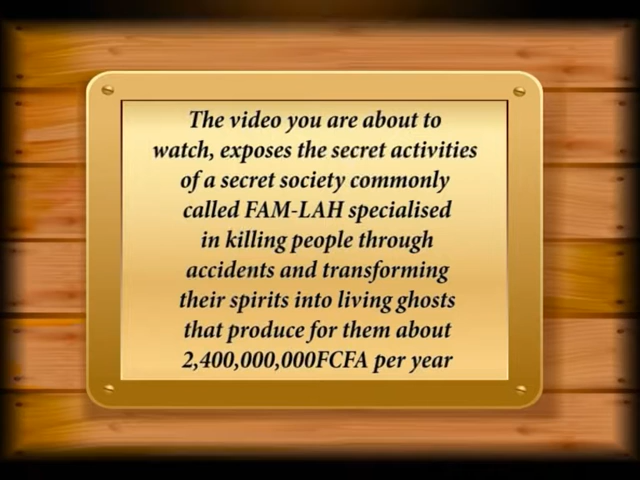 The video you are about to
watch, exposes the secret activities
of a secret society commonly
called FAM-LAH specialised
in killing people through
accidents and transforming
their spirits into living ghosts
that produce for them about
2,400,000,000FCFA per year